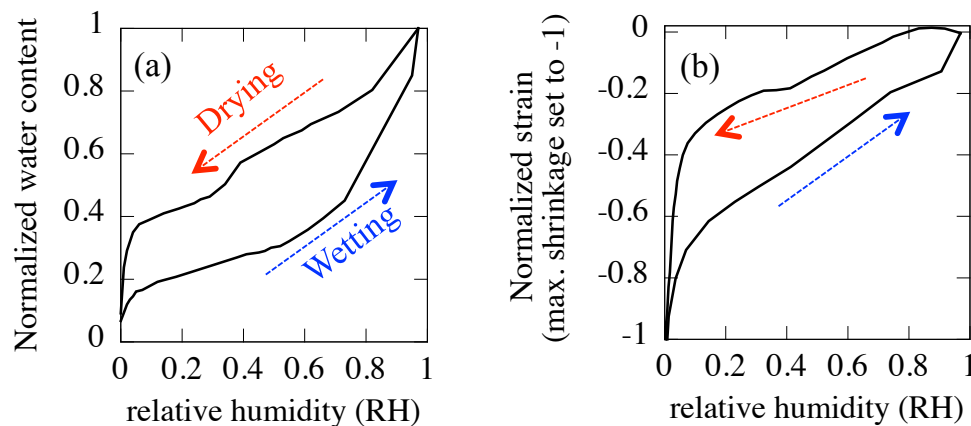 Normalized water content
1
0.8
0.6
0.4
0.2
0
(a)
Drying
Wetting
0 0.2 0.4 0.6 0.8 1
relative humidity (RH)
Normalized strain
(max. shrinkage set to -1)
0
-0.2
-0.4
-0.6
-0.8
-1
(b)
0 0.2 0.4 0.6 0.8 1
relative humidity (RH)